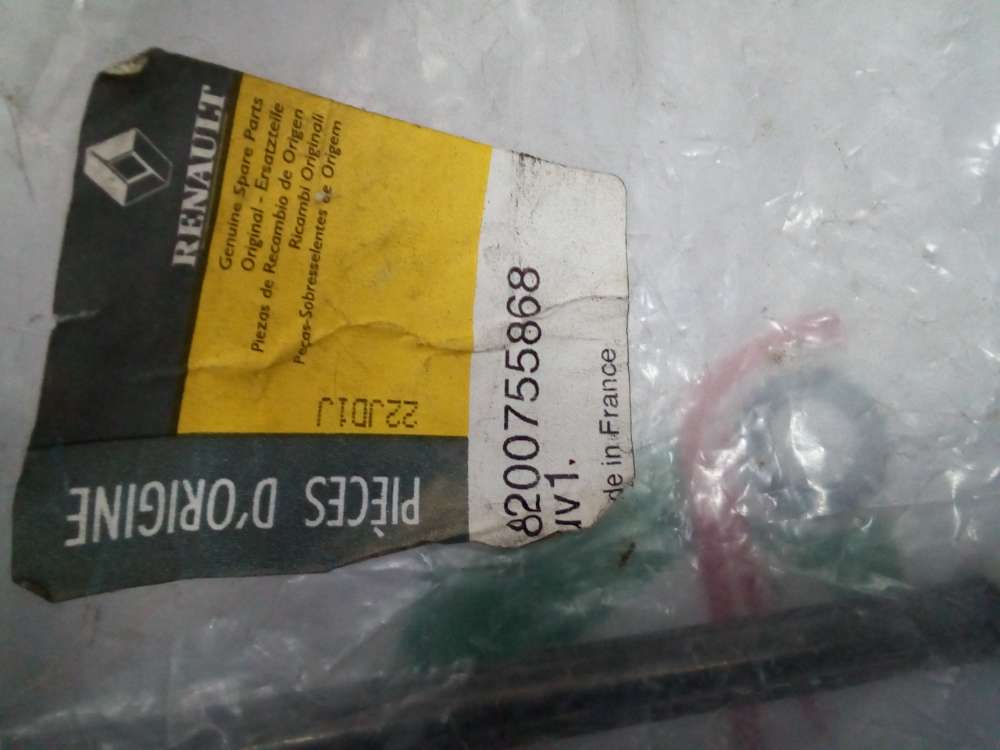 RENAULT
Genuine Spare Parts
Original - Ersatzteile
Piezas de Recambio de Origen
Ricambi Originali
Peças-Sobresselentes de Origem
22JD1J
PIÈCES D'ORIGINE
8200755868
UV1.
de in France